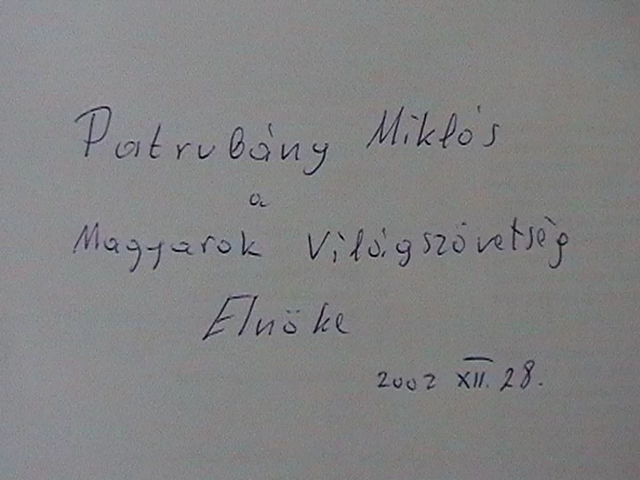 Patrubány Miklós
a
Magyarok Világszövetség
Elnöke
2002 XII. 28.